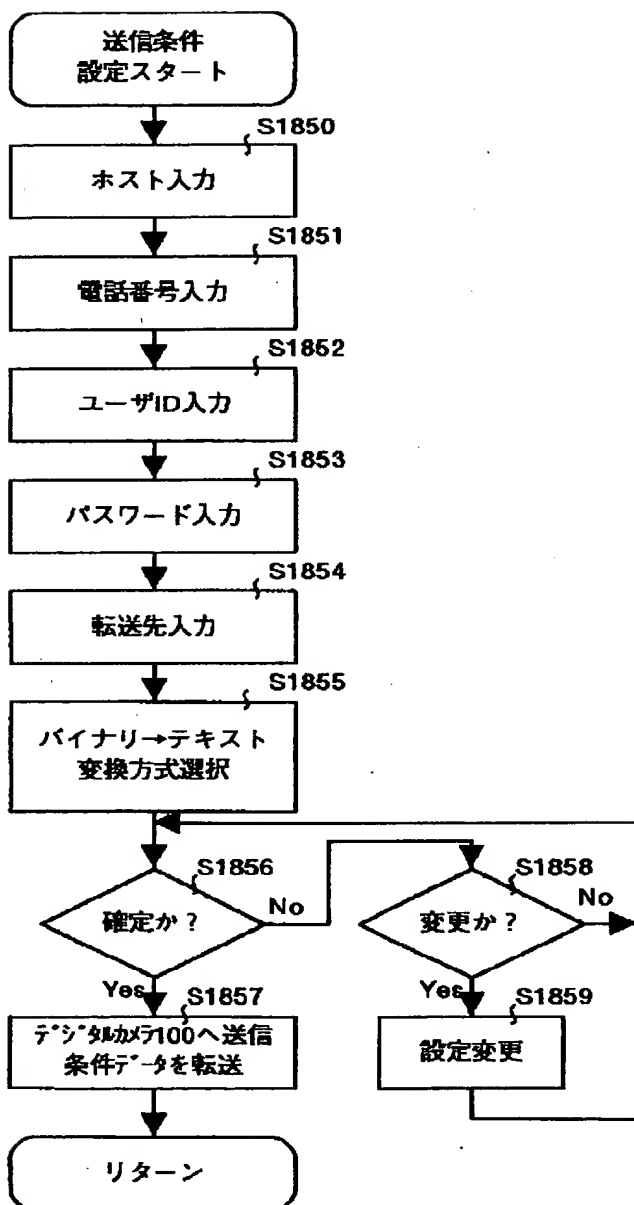 送信条件
設定スタート
S1850
ホスト入力
S1851
電話番号入力
S1852
ユーザID入力
S1853
パスワード入力
S1854
転送先入力
S1855
バイナリ→テキスト
変換方式選択
S1856
確定か?
No
S1858
変更か?
No
Yes
S1857
デジタルカメラ100へ送信
条件データを転送
Yes
S1859
設定変更
リターン